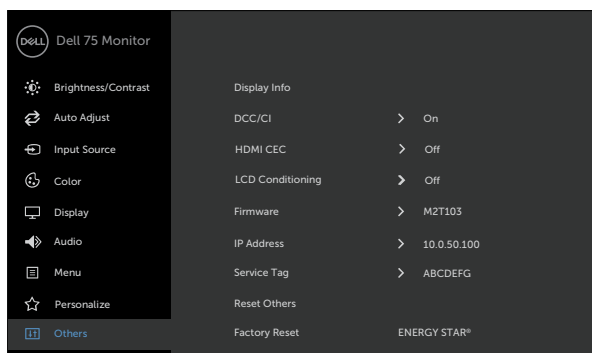 DELL Dell 75 Monitor
Brightness/Contrast Display Info
Auto Adjust DCC/CI On
Input Source HDMI CEC Off
Color LCD Conditioning Off
Display Firmware M2T103
Audio IP Address 10.0.50.100
Menu Service Tag ABCDEFG
Personalize Reset Others
Others Factory Reset ENERGY STAR®